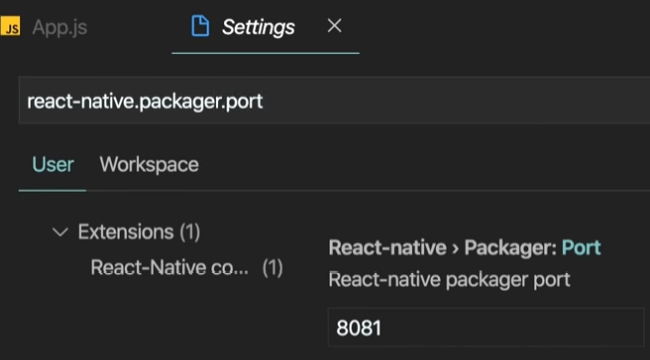 JS App.js Settings
react-native.packager.port
User Workspace
Extensions (1)
React-Native co... (1)
React-native › Packager: Port
React-native packager port
8081